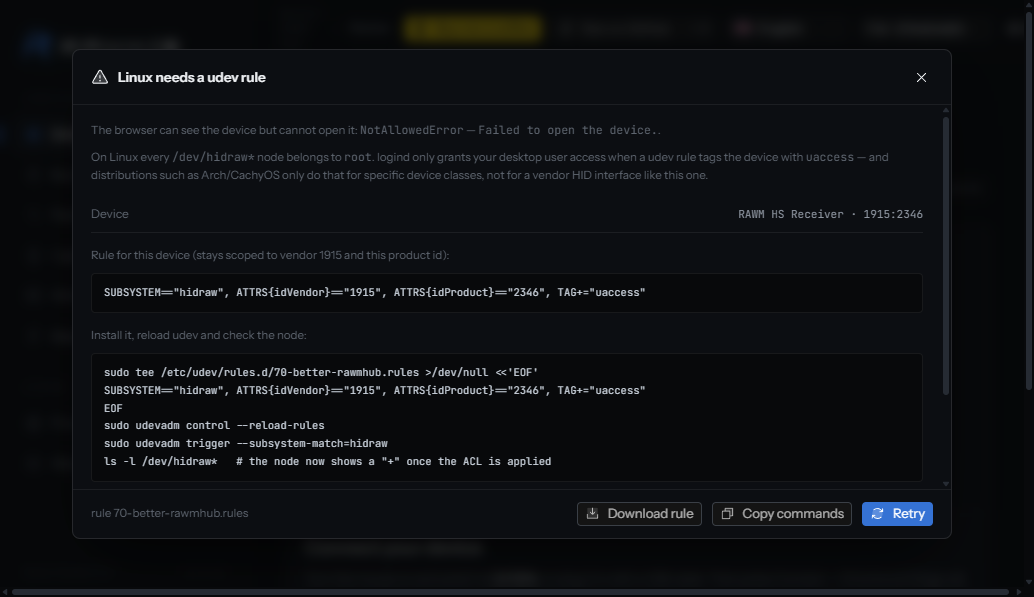 Linux needs a udev rule
The browser can see the device but cannot open it: NotAllowedError — Failed to open the device..
On Linux every /dev/hidraw* node belongs to root. logind only grants your desktop user access when a udev rule tags the device with uaccess — and
distributions such as Arch/CachyOS only do that for specific device classes, not for a vendor HID interface like this one.
Device
RAWM HS Receiver · 1915:2346
Rule for this device (stays scoped to vendor 1915 and this product id):
SUBSYSTEM=="hidraw", ATTRS{idVendor}=="1915", ATTRS{idProduct}=="2346", TAG+="uaccess"
Install it, reload udev and check the node:
sudo tee /etc/udev/rules.d/70-better-rawmhub.rules >/dev/null <<'EOF'
SUBSYSTEM=="hidraw", ATTRS{idVendor}=="1915", ATTRS{idProduct}=="2346", TAG+="uaccess"
EOF
sudo udevadm control --reload-rules
sudo udevadm trigger --subsystem-match=hidraw
ls -l /dev/hidraw*   # the node now shows a "+" once the ACL is applied
rule 70-better-rawmhub.rules
Download rule
Copy commands
Retry